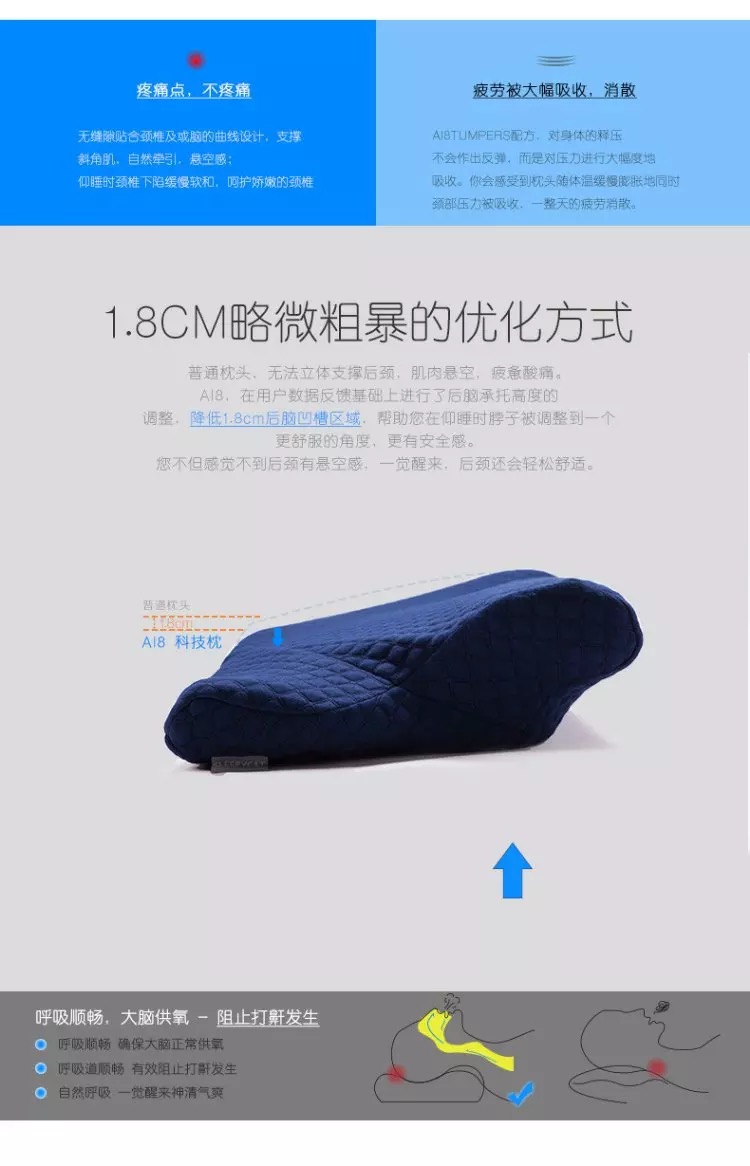 疼痛点，不疼痛
无缝隙贴合颈椎及或脑的曲线设计，支撑
斜角肌，自然牵引，悬空感；
仰睡时颈椎下陷缓慢软和，呵护娇嫩的颈椎
疲劳被大幅吸收，消散
AI8TUMPERS配方，对身体的释压
不会作出反弹，而是对压力进行大幅度地
吸收。你会感受到枕头随体温缓慢膨胀地同时
颈部压力被吸收，一整天的疲劳消散。
1.8CM略微粗暴的优化方式
普通枕头，无法立体支撑后颈，肌肉悬空，疲惫酸痛。
AI8，在用户数据反馈基础上进行了后脑承托高度的
调整，降低1.8cm后脑凹槽区域，帮助您在仰睡时脖子被调整到一个
更舒服的角度，更有安全感。
您不但感觉不到后颈有悬空感，一觉醒来，后颈还会轻松舒适。
普通枕头
1.8cm
AI8 科技枕
呼吸顺畅，大脑供氧 - 阻止打鼾发生
呼吸顺畅 确保大脑正常供氧
呼吸道顺畅 有效阻止打鼾发生
自然呼吸 一觉醒来神清气爽